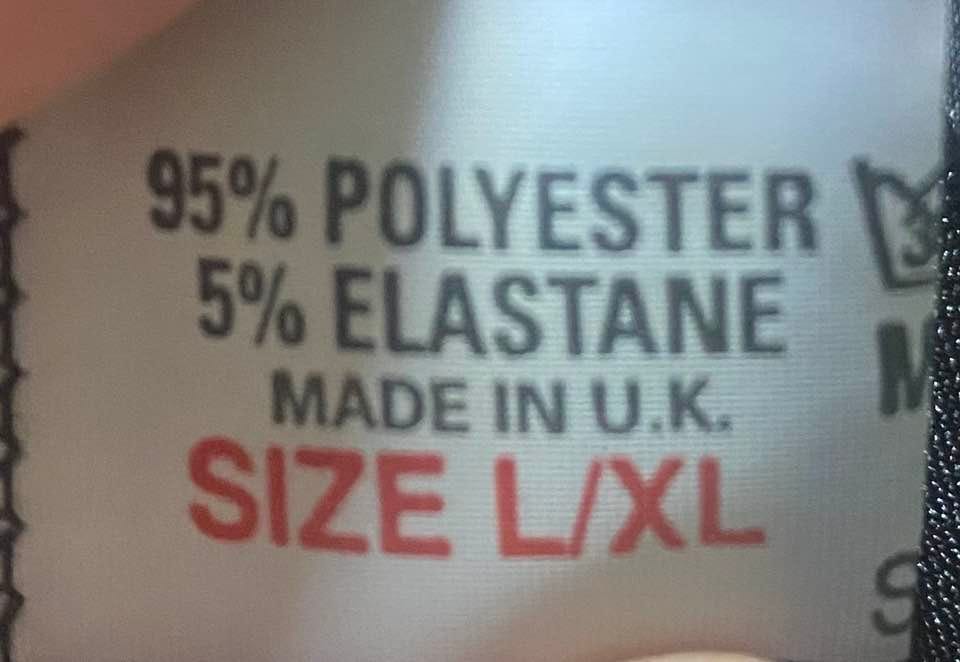 95% POLYESTER
5% ELASTANE
MADE IN U.K.
SIZE L/XL